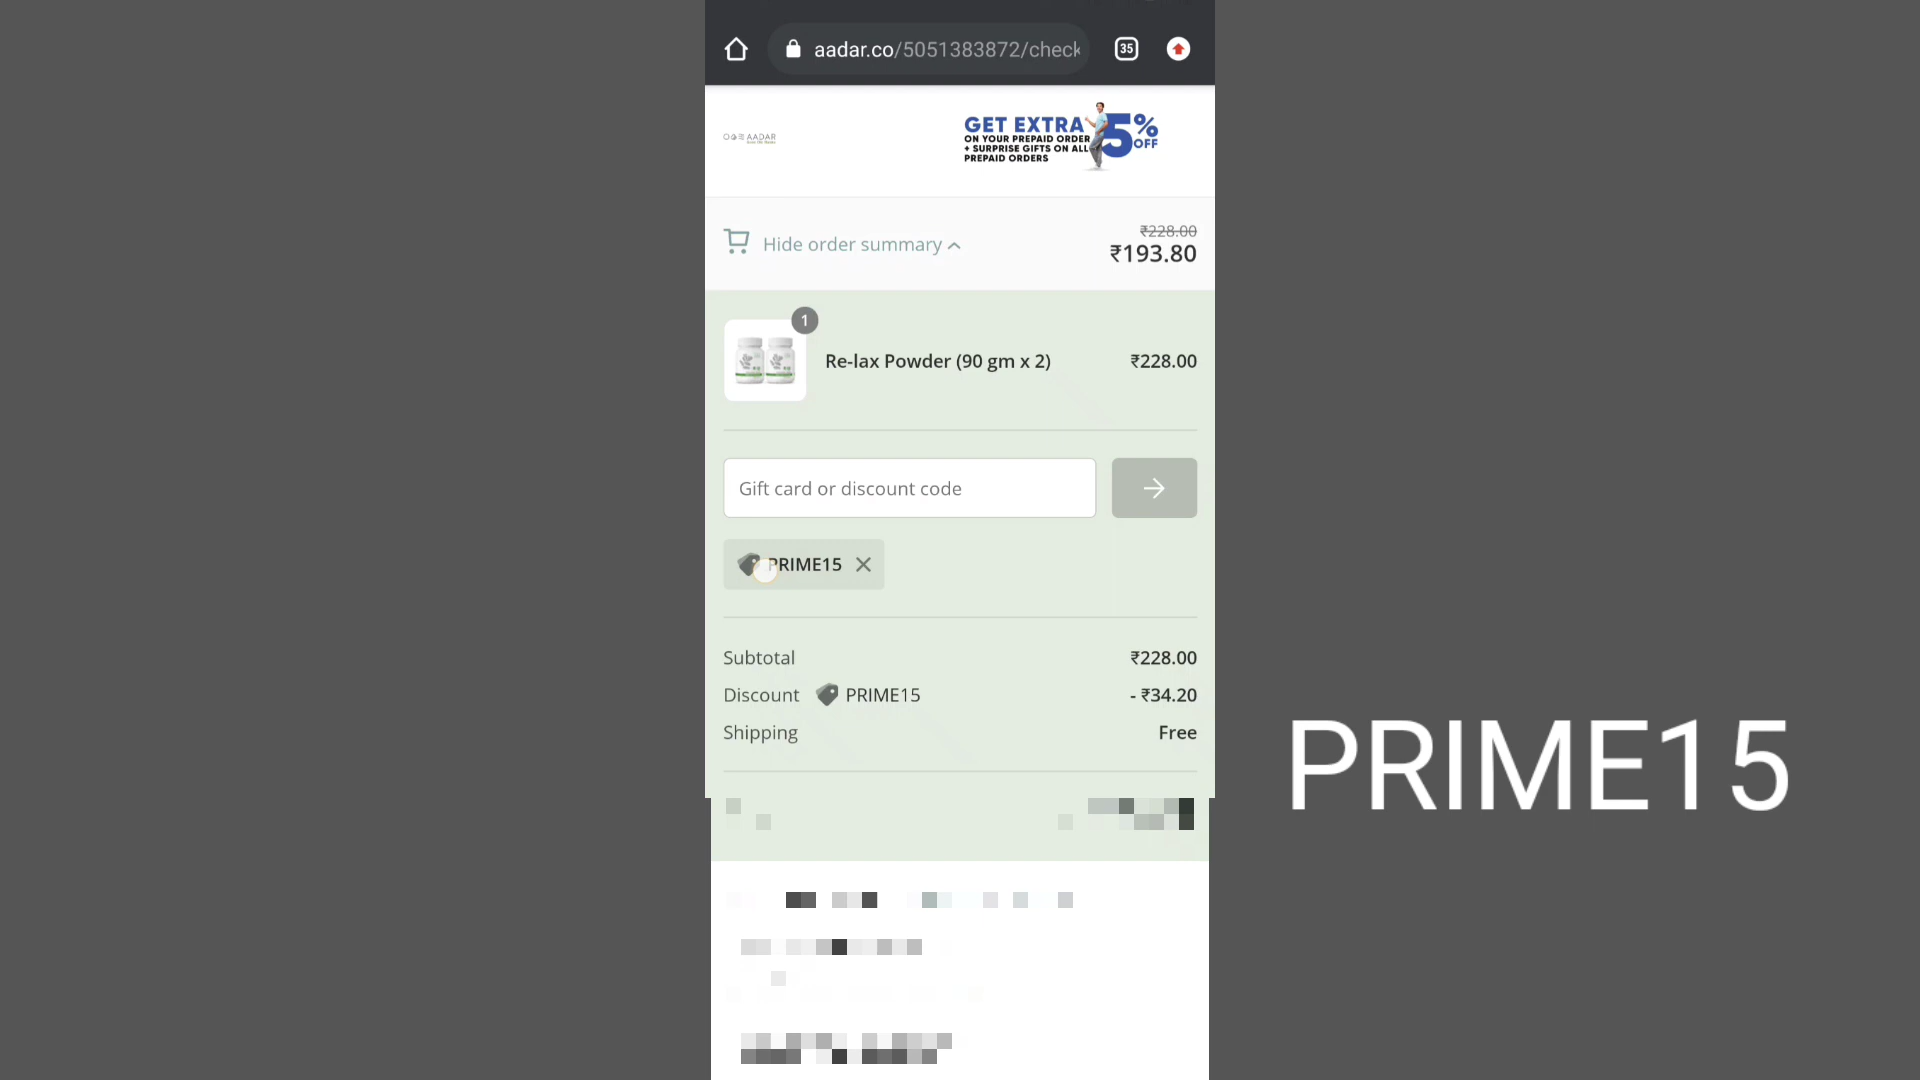 aadar.co/5051383872/check
35
AADAR
GET EXTRA
ON YOUR PREPAID ORDER
+ SURPRISE GIFTS ON ALL
PREPAID ORDERS
5%
OFF
Hide order summary
₹228.00
₹193.80
1
Re-lax Powder (90 gm x 2)
₹228.00
Gift card or discount code
PRIME15
Subtotal
₹228.00
Discount PRIME15
- ₹34.20
Shipping
Free
PRIME15